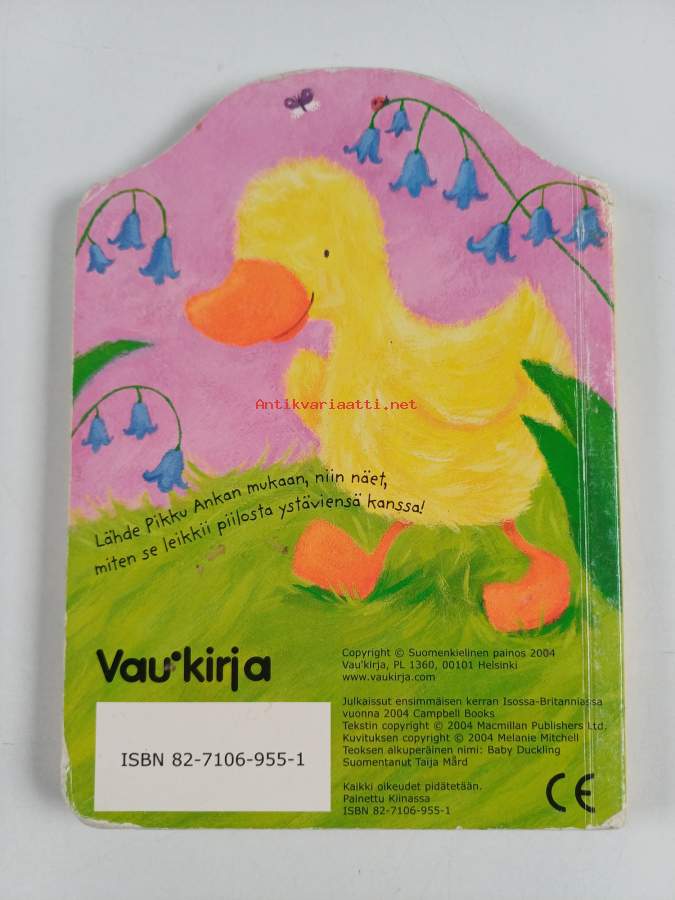 Antikvariaatti.net
Lähde Pikku Ankan mukaan, niin näet,
miten se leikkii piilosta ystäviensä kanssa!
Vau'kirja
ISBN 82-7106-955-1
Copyright © Suomenkielinen painos 2004
Vau'kirja, PL 1360, 00101 Helsinki
www.vaukirja.com
Julkaissut ensimmäisen kerran Isossa-Britanniassa
vuonna 2004 Campbell Books
Tekstin copyright © 2004 Macmillan Publishers Ltd.
Kuvituksen copyright © 2004 Melanie Mitchell
Teoksen alkuperäinen nimi: Baby Duckling
Suomentanut Taija Mård
Kaikki oikeudet pidätetään.
Painettu Kiinassa
ISBN 82-7106-955-1
CE